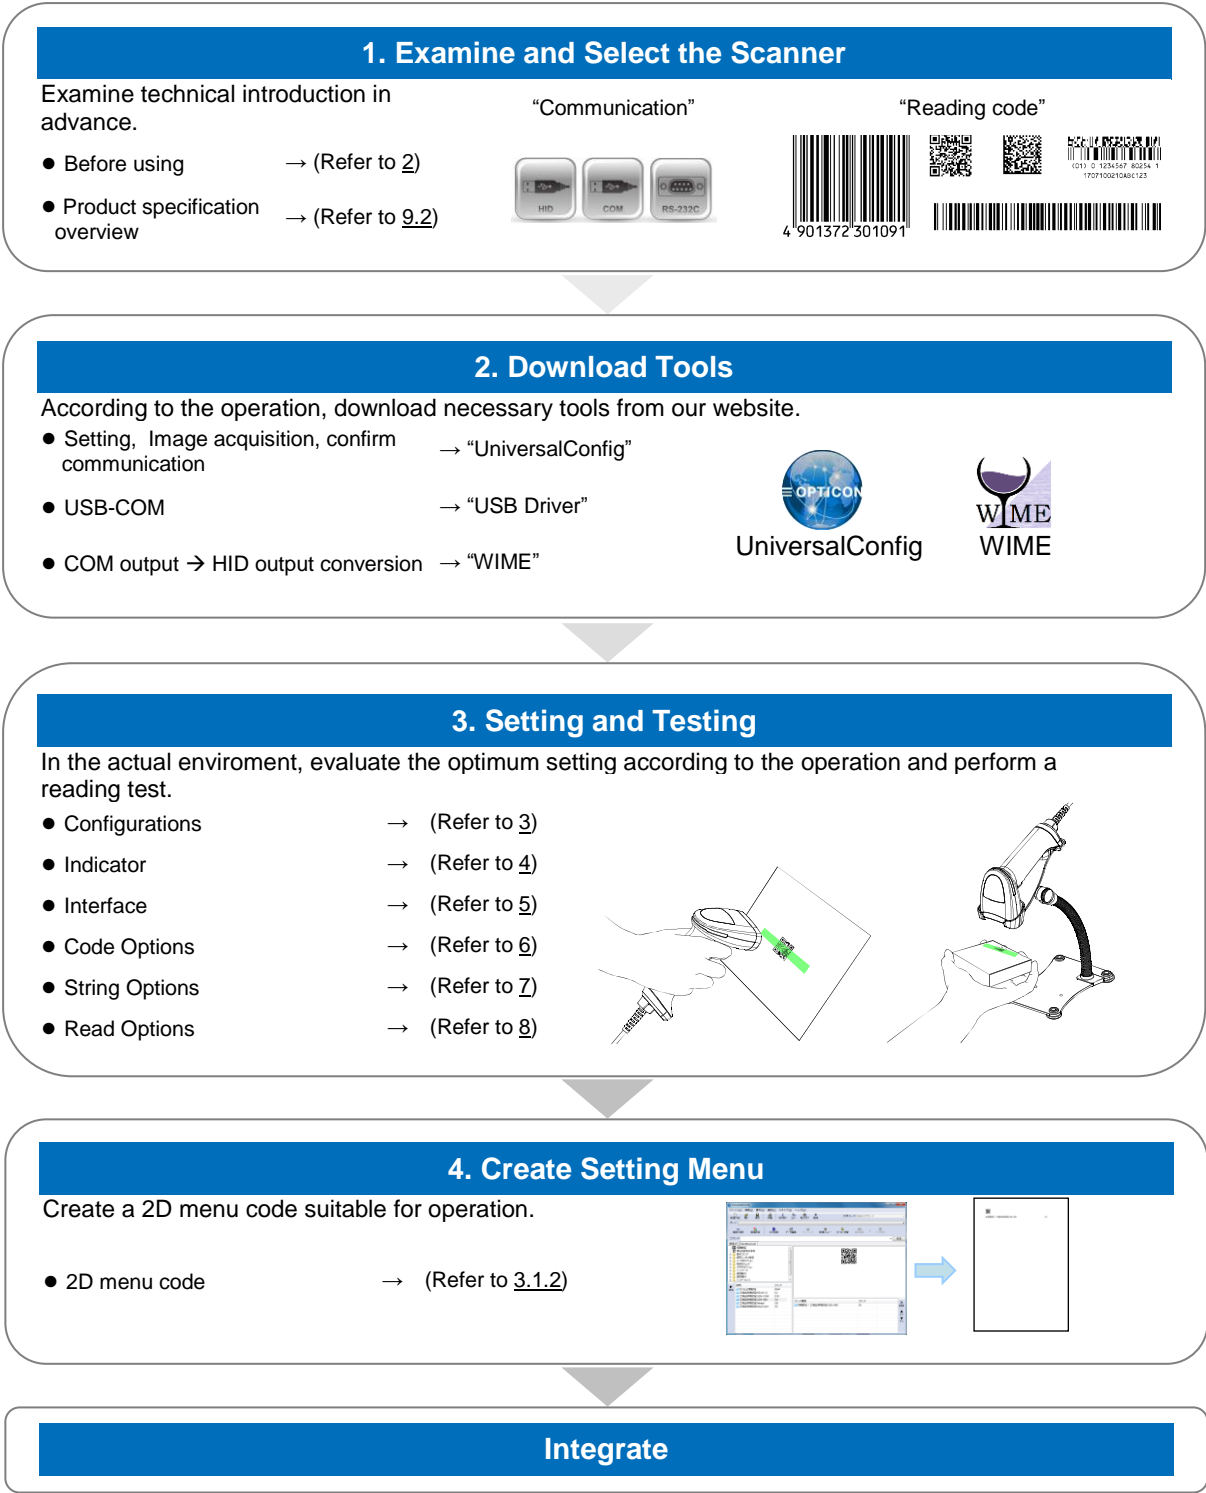 1. Examine and Select the Scanner
Examine technical introduction in
advance.
● Before using → (Refer to 2)
● Product specification
overview → (Refer to 9.2)
“Communication”
HID COM RS-232C
“Reading code”
4 901372 301091
(01) 0 1234567 80254 1
1707100210ABC123
2. Download Tools
According to the operation, download necessary tools from our website.
● Setting, Image acquisition, confirm
communication → “UniversalConfig”
● USB-COM → “USB Driver”
● COM output → HID output conversion → “WIME”
OPTICON
UniversalConfig
WIME
WIME
3. Setting and Testing
In the actual enviroment, evaluate the optimum setting according to the operation and perform a
reading test.
● Configurations → (Refer to 3)
● Indicator → (Refer to 4)
● Interface → (Refer to 5)
● Code Options → (Refer to 6)
● String Options → (Refer to 7)
● Read Options → (Refer to 8)
4. Create Setting Menu
Create a 2D menu code suitable for operation.
● 2D menu code → (Refer to 3.1.2)
Integrate